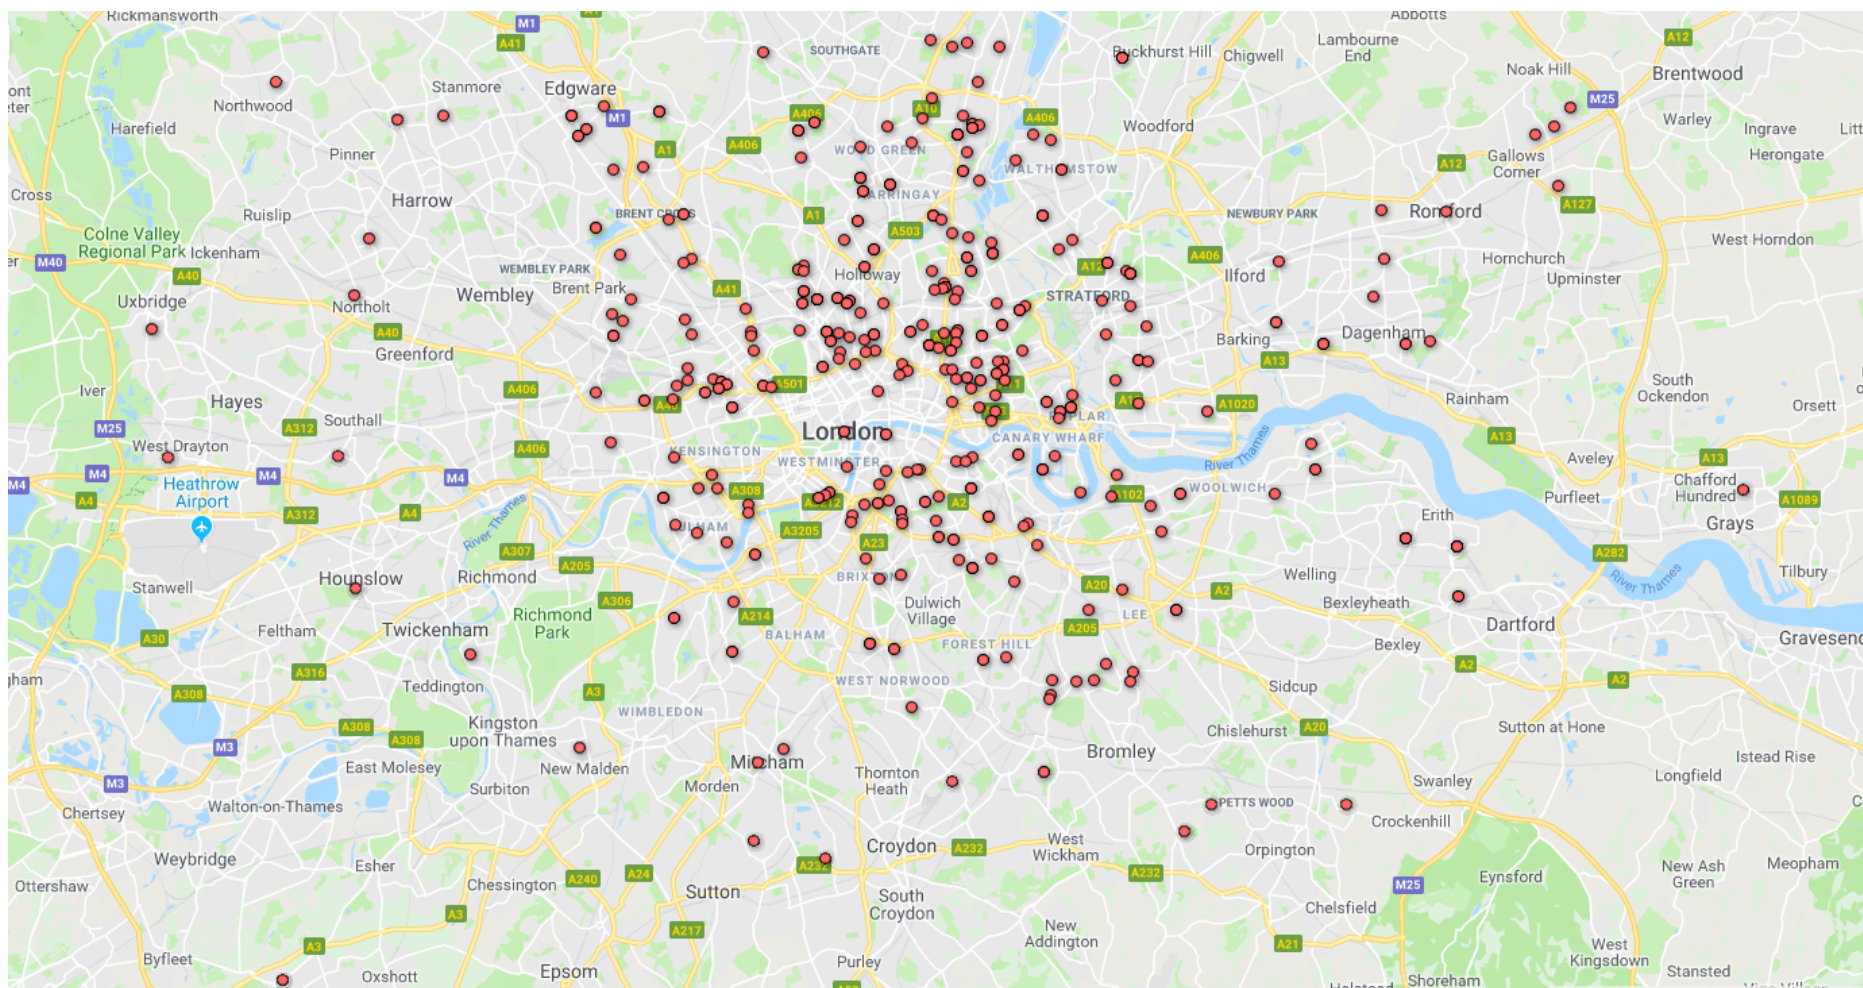 Rickmansworth
M1
A1
Abbotts
A41
SOUTHGATE
Buckhurst Hill
Chigwell
Lambourne
End
A12
Noak Hill
Brentwood
Northwood
Stanmore
Edgware
M1
A406
A10
A406
Woodford
M25
Warley
Ingrave
Harefield
Pinner
A1
A406
WOOD GREEN
WALTHAMSTOW
A12
Gallows
Corner
Herongate
Cross
Harrow
Ruislip
BRENT CROSS
A1
HARRINGAY
A503
NEWBURY PARK
Romford
A127
Colne Valley
Regional Park
Ickenham
M40
A40
WEMBLEY PARK
Brent Park
A41
Holloway
A12
A406
Ilford
Hornchurch
Upminster
West Horndon
Uxbridge
Northolt
Wembley
STRATFORD
A40
Greenford
Barking
A13
Dagenham
Iver
Hayes
A406
A40
A501
A11
A13
A1020
Rainham
South
Ockendon
Orsett
M25
A312
Southall
London
POPLAR
A13
West Drayton
A406
KENSINGTON
WESTMINSTER
CANARY WHARF
River Thames
Aveley
A13
M4
M4
M4
M4
Heathrow
Airport
A4
A312
A4
River Thames
A308
A3212
A2
A102
WOOLWICH
Purfleet
Chafford
Hundred
A1089
Grays
Erith
FULHAM
A3205
A23
A307
A205
A282
River Thames
Tilbury
Stanwell
Hounslow
Richmond
A306
BRIXTON
A20
A2
Welling
Bexleyheath
Richmond
Park
A214
Dulwich
Village
LEE
A205
Dartford
Gravesend
A30
Feltham
Twickenham
BALHAM
FOREST HILL
Bexley
A2
A2
A316
Teddington
A3
WEST NORWOOD
Sidcup
A308
WIMBLEDON
Kingston
upon Thames
A308
A308
Chislehurst
A20
Sutton at Hone
M3
East Molesey
New Malden
Mitcham
Bromley
Istead Rise
M3
Surbiton
Morden
Thornton
Heath
Swanley
Longfield
Chertsey
Walton-on-Thames
PETTS WOOD
Crockenhill
Weybridge
Esher
A232
Croydon
A232
West
Wickham
A232
Orpington
New Ash
Green
Meopham
Ottershaw
Chessington
A240
A24
Sutton
M25
Eynsford
A3
A217
South
Croydon
New
Addington
Chelsfield
A21
A3
Byfleet
Oxshott
Epsom
Purley
West
Kingsdown
Shoreham
Stansted
Halstead